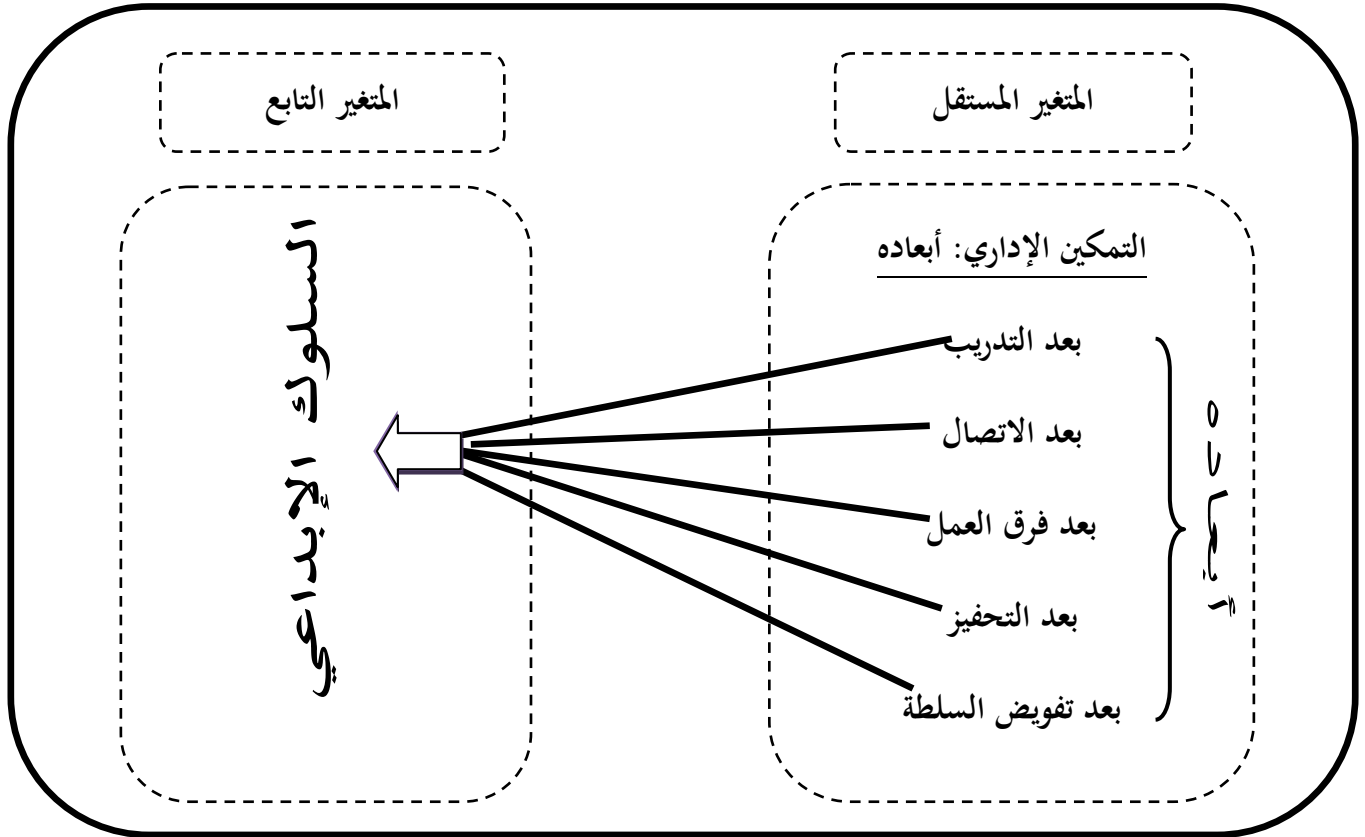 المتغير المستقل
المتغير التابع
التمكين الإداري: أبعاده
بعد التدريب
بعد الاتصال
بعد فرق العمل
بعد التحفيز
بعد تفويض السلطة
أبعاده
السلوك الإبداعي